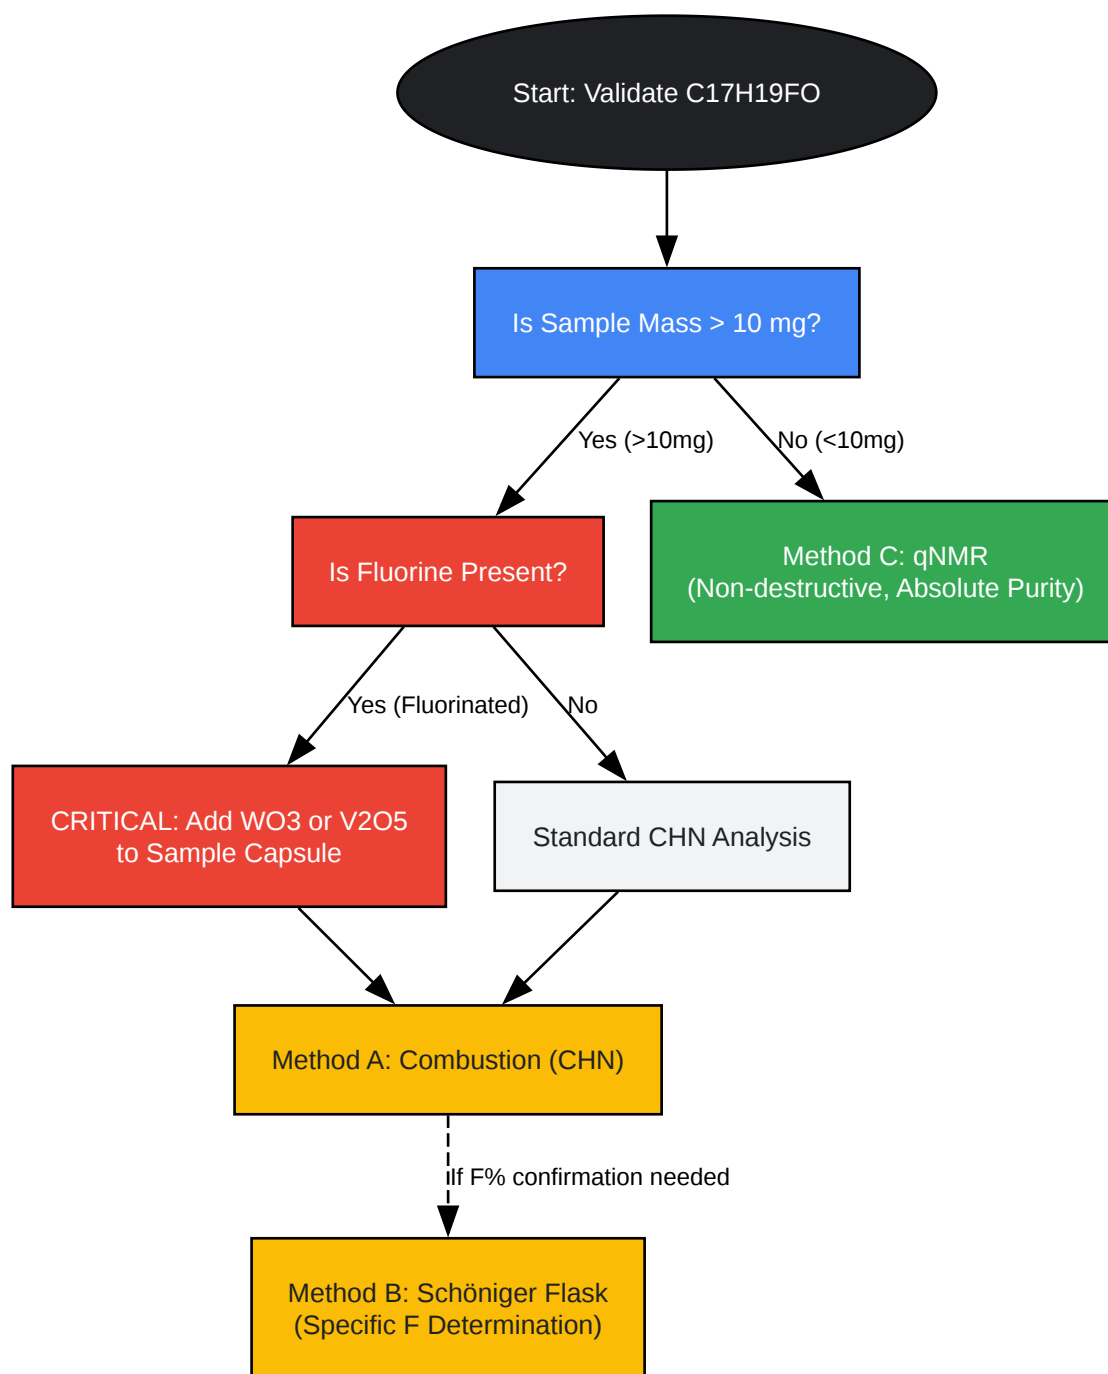 Start: Validate C17H19FO
Is Sample Mass > 10 mg?
Yes (>10mg)
No (<10mg)
Is Fluorine Present?
Method C: qNMR
(Non-destructive, Absolute Purity)
Yes (Fluorinated)
No
CRITICAL: Add WO3 or V2O5
to Sample Capsule
Standard CHN Analysis
Method A: Combustion (CHN)
If F% confirmation needed
Method B: Schöniger Flask
(Specific F Determination)